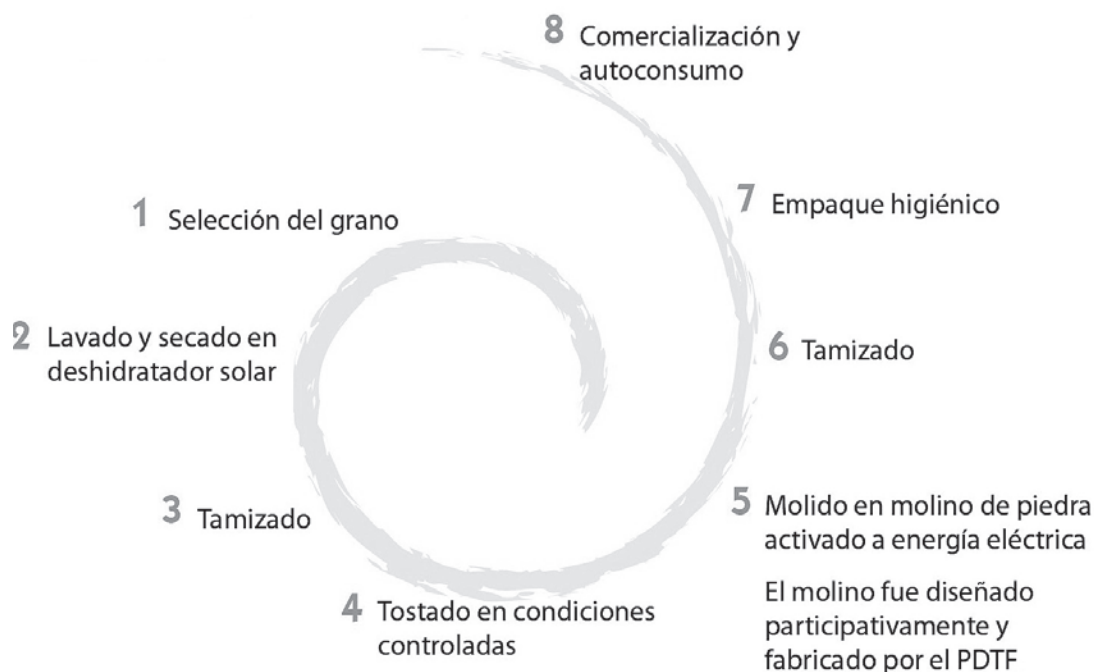 1 Selección del grano
2 Lavado y secado en
deshidratador solar
3 Tamizado
4 Tostado en condiciones
controladas
5 Molido en molino de piedra
activado a energía eléctrica
El molino fue diseñado
participativamente y
fabricado por el PDTF
6 Tamizado
7 Empaque higiénico
8 Comercialización y
autoconsumo